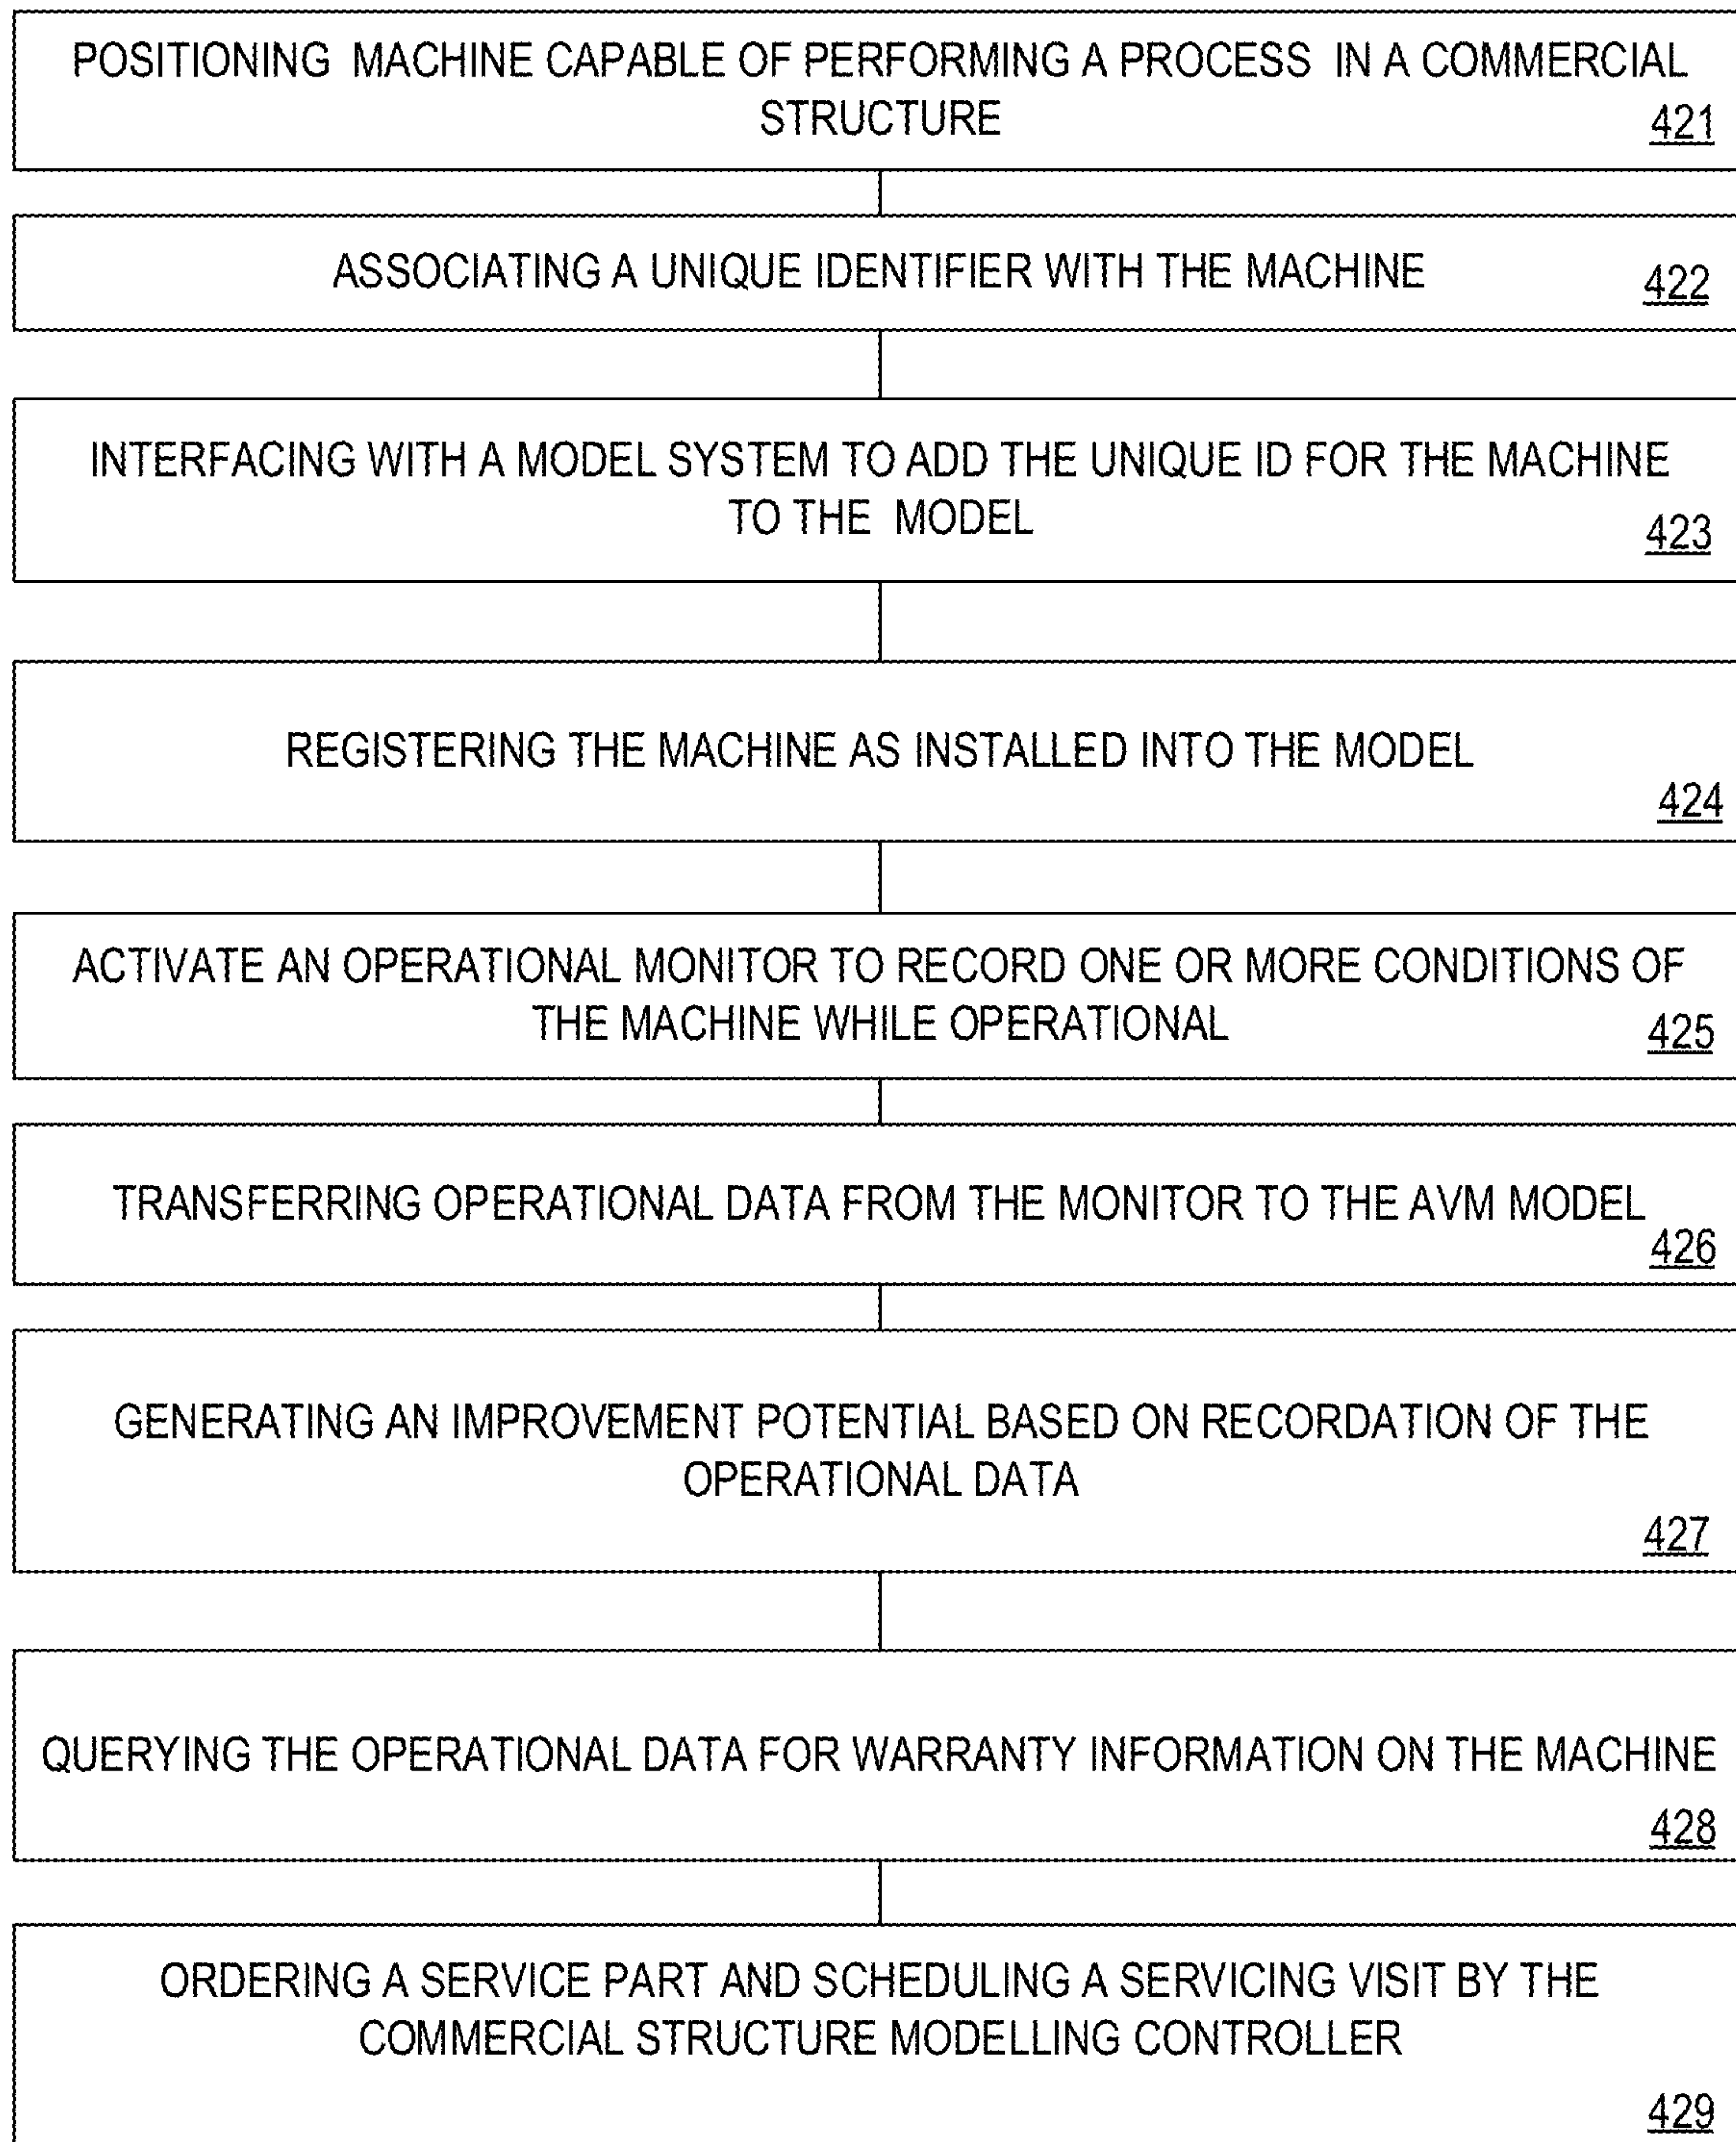 POSITIONING MACHINE CAPABLE OF PERFORMING A PROCESS IN A COMMERCIAL
STRUCTURE
421
ASSOCIATING A UNIQUE IDENTIFIER WITH THE MACHINE
422
INTERFACING WITH A MODEL SYSTEM TO ADD THE UNIQUE ID FOR THE MACHINE
TO THE MODEL
423
REGISTERING THE MACHINE AS INSTALLED INTO THE MODEL
424
ACTIVATE AN OPERATIONAL MONITOR TO RECORD ONE OR MORE CONDITIONS OF
THE MACHINE WHILE OPERATIONAL
425
TRANSFERRING OPERATIONAL DATA FROM THE MONITOR TO THE AVM MODEL
426
GENERATING AN IMPROVEMENT POTENTIAL BASED ON RECORDATION OF THE
OPERATIONAL DATA
427
QUERYING THE OPERATIONAL DATA FOR WARRANTY INFORMATION ON THE MACHINE
428
ORDERING A SERVICE PART AND SCHEDULING A SERVICING VISIT BY THE
COMMERCIAL STRUCTURE MODELLING CONTROLLER
429